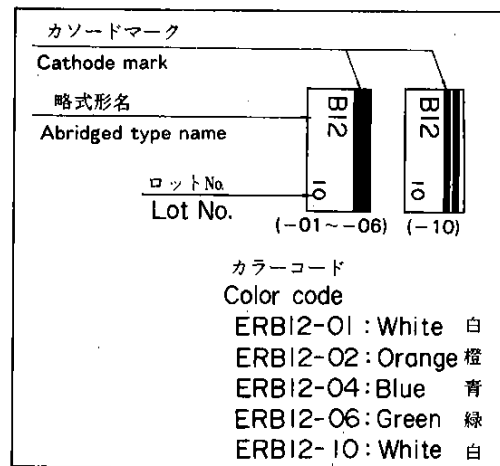 カソードマーク
Cathode mark
略式形名
Abridged type name
ロットNo.
Lot No.
B12
10
(-01~-06)
B12
10
(-10)
カラーコード
Color code
ERB12-01:White 白
ERB12-02:Orange 橙
ERB12-04:Blue 青
ERB12-06:Green 緑
ERB12-10:White 白